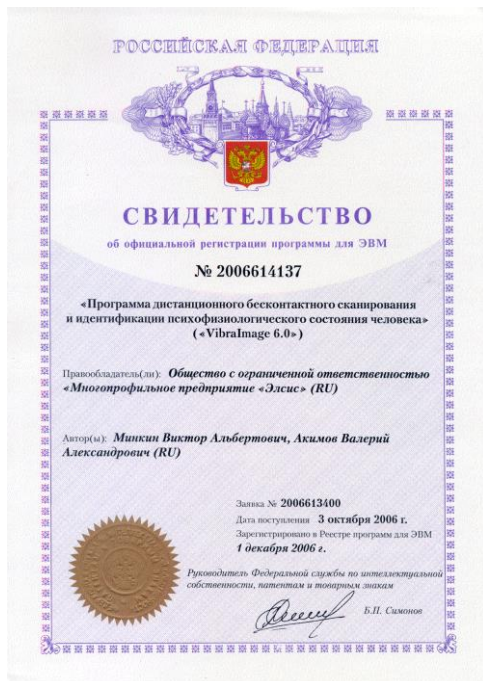 РОССИЙСКАЯ ФЕДЕРАЦИЯ
СВИДЕТЕЛЬСТВО
об официальной регистрации программы для ЭВМ
№ 2006614137
«Программа дистанционного бесконтактного сканирования
и идентификации психофизиологического состояния человека»
(«VibraImage 6.0»)
Правообладатель(ли): Общество с ограниченной ответственностью
«Многопрофильное предприятие «Элсис» (RU)
Автор(ы): Минкин Виктор Альбертович, Акимов Валерий
Александрович (RU)
Заявка № 2006613400
Дата поступления 3 октября 2006 г.
Зарегистрировано в Реестре программ для ЭВМ
1 декабря 2006 г.
Руководитель Федеральной службы по интеллектуальной
собственности, патентам и товарным знакам
Б.П. Симонов